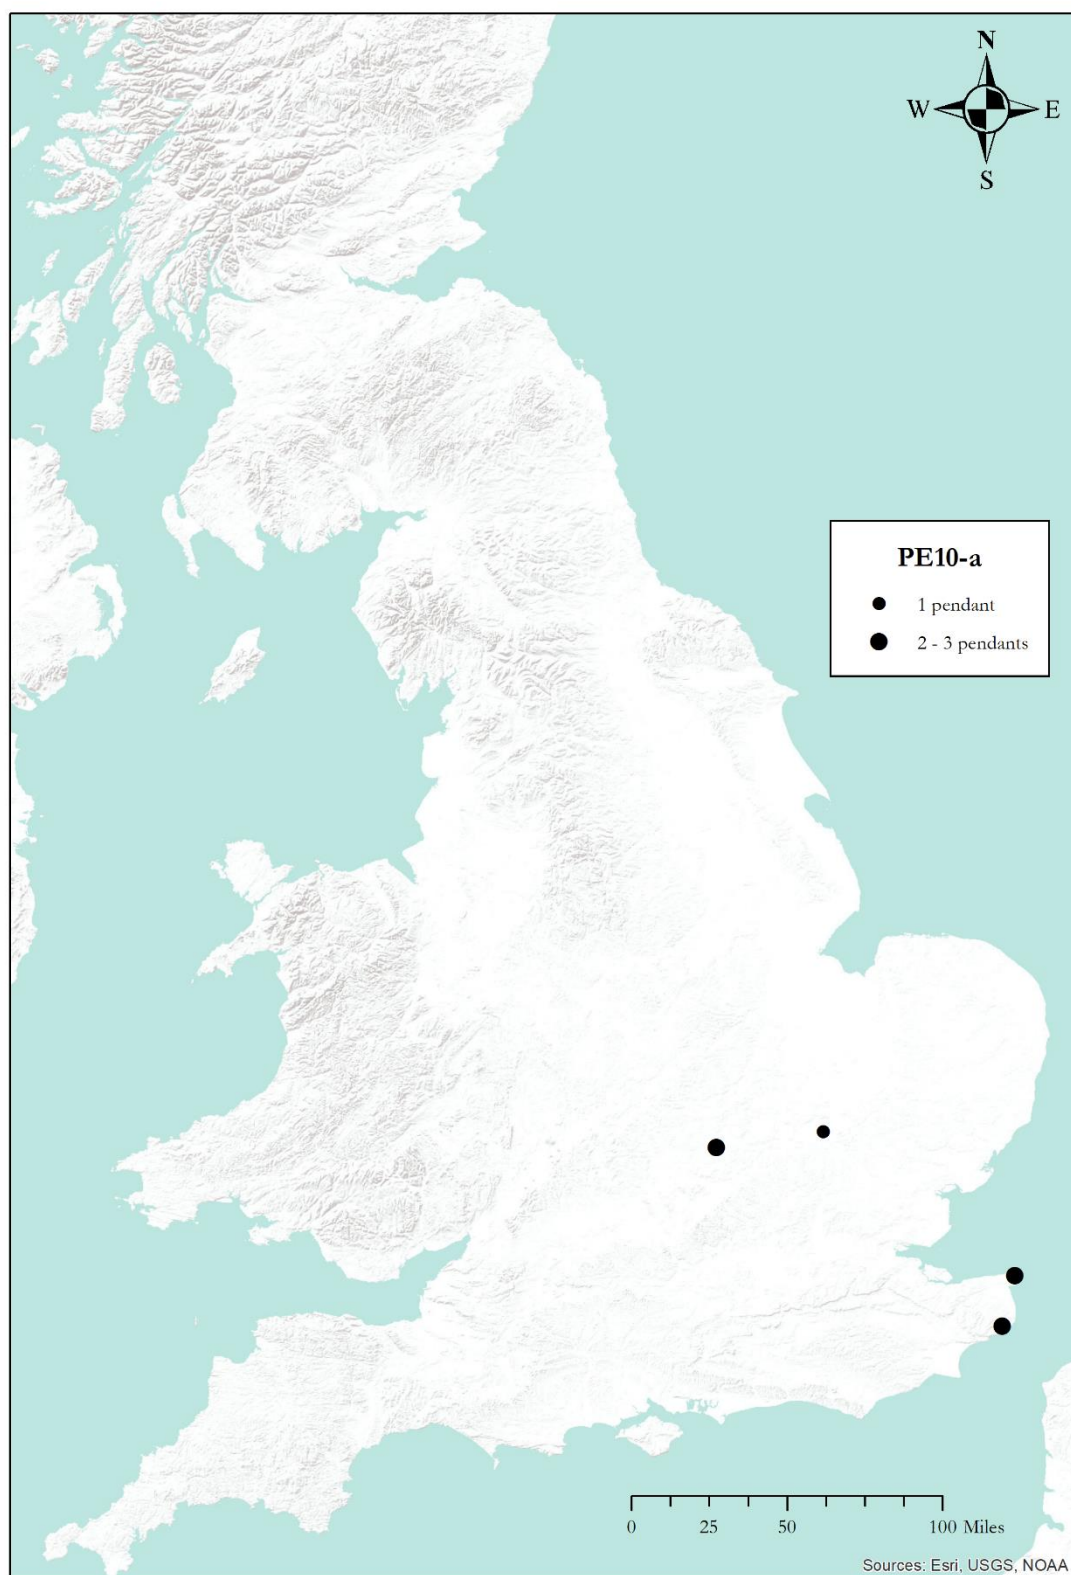 N
W E
S
PE10-a
1 pendant
2 - 3 pendants
0 25 50 100 Miles
Sources: Esri, USGS, NOAA